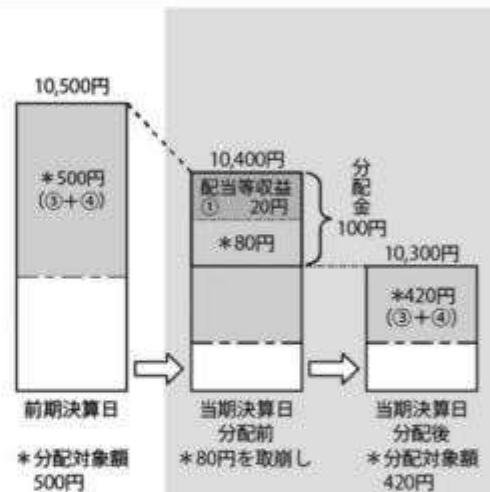 10,500円
*500円
(③+④)
前期決算日
*分配対象額
500円
10,400円
配当等収益
① 20円
*80円
分配金
100円
当期決算日
分配前
*80円を取崩し
10,300円
*420円
(③+④)
当期決算日
分配後
*分配対象額
420円